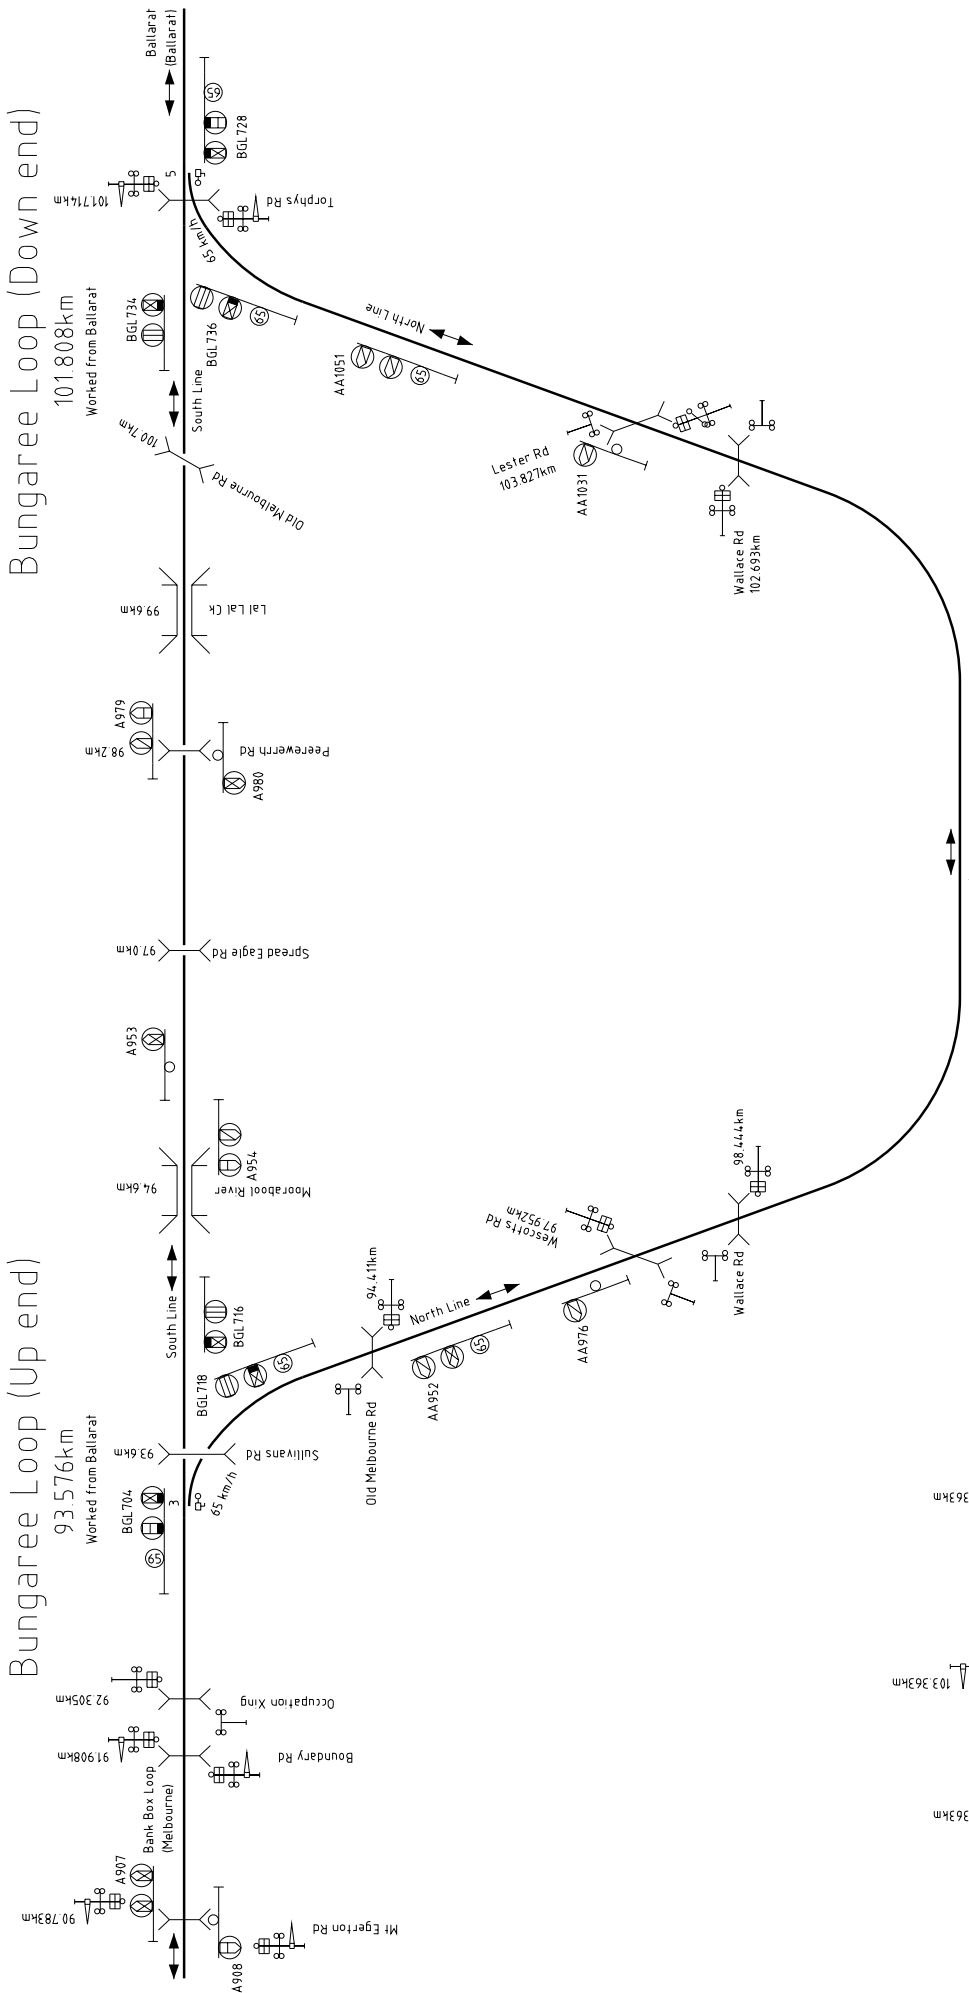 Bungaree Loop (Up end)
93.576km
Worked from Ballarat
Bungaree Loop (Down end)
101.808km
Worked from Ballarat
90.783km
A907
Bank Box Loop
(Melbourne)
A908
Mt Egerton Rd
91.908km
Boundary Rd
92.305km
Occupation Xing
65
BGL704
3
65 km/h
93.6km
Sullivans Rd
BGL718
65
BGL716
South Line
94.6km
Moorabool River
A954
A953
97.0km
Spread Eagle Rd
98.2km
A979
Peerewerrh Rd
A980
99.6km
Lal Lal Ck
100.7km
Old Melbourne Rd
South Line
BGL734
BGL736
65
101.714km
5
65 km/h
Torphys Rd
BGL728
65
Ballarat
(Ballarat)
Old Melbourne Rd
94.411km
North Line
AA952
65
AA976
Wescotts Rd
97.952km
Wallace Rd
98.444km
Wallace Rd
102.693km
Lester Rd
103.827km
AA1031
AA1051
65
North Line
363km
103.363km
363km